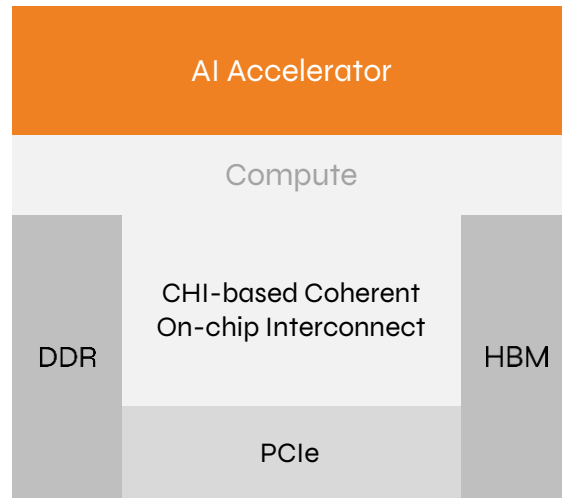 AI Accelerator
Compute
CHI-based Coherent
On-chip Interconnect
DDR
HBM
PCIe